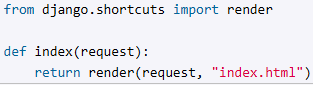 from django.shortcuts import render

def index(request):
    return render(request, "index.html")